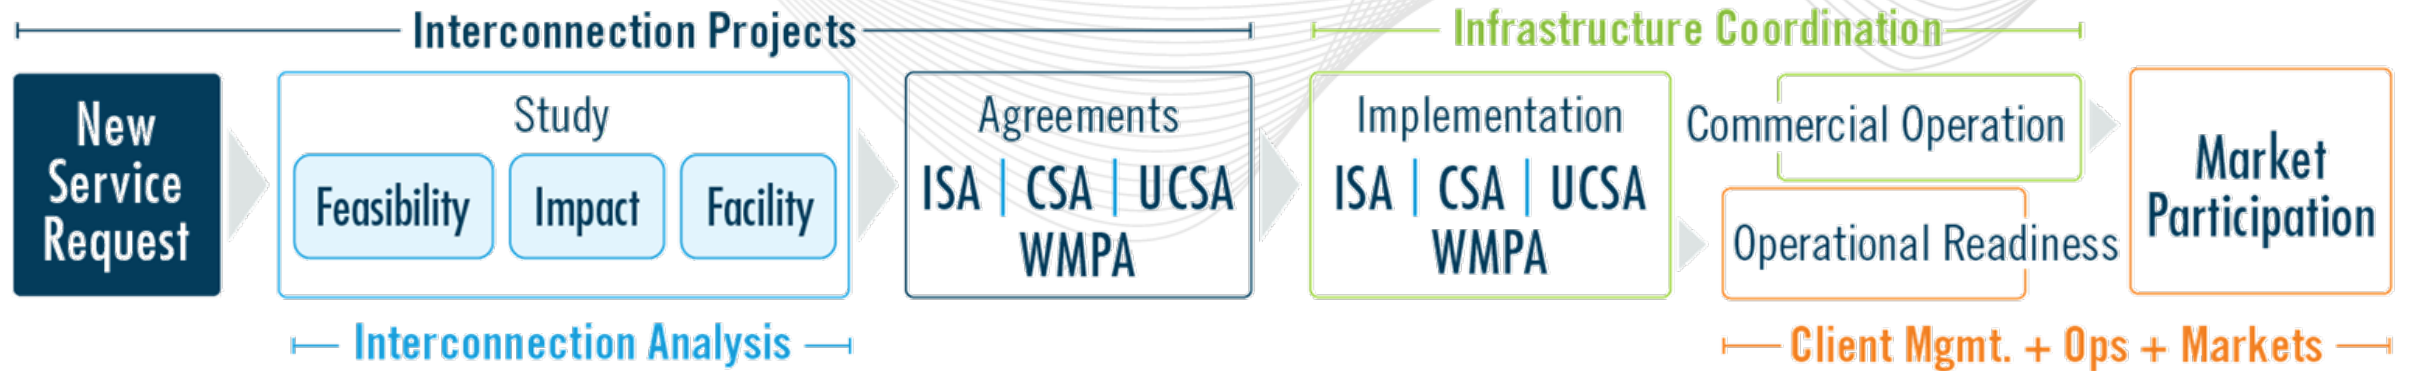 Interconnection Projects
Infrastructure Coordination
New
Service
Request
Study
Feasibility
Impact
Facility
Agreements
ISA | CSA | UCSA
WMPA
Implementation
ISA | CSA | UCSA
WMPA
Commercial Operation
Operational Readiness
Market
Participation
Interconnection Analysis
Client Mgmt. + Ops + Markets